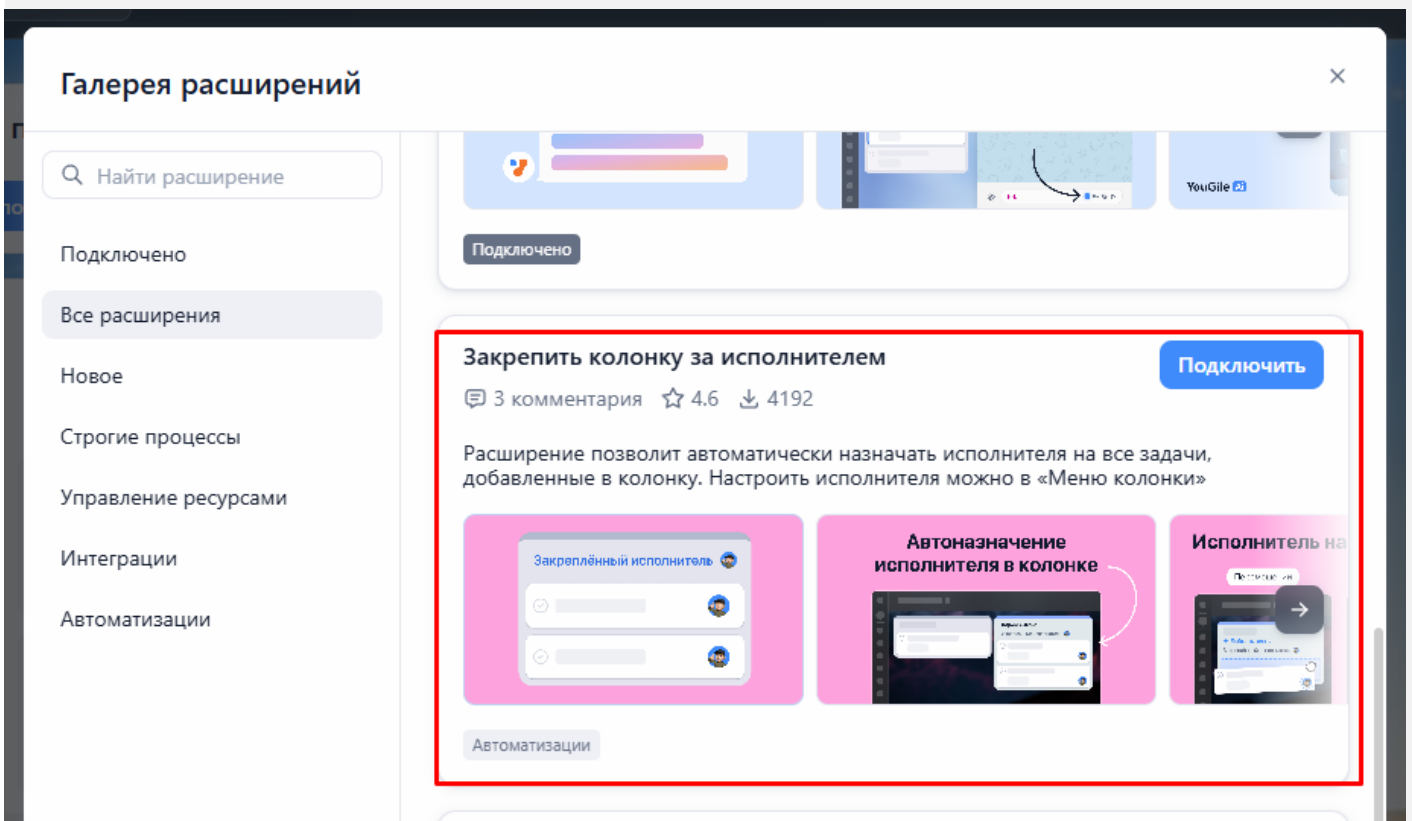 Галерея расширений
Найти расширение
Подключено
Все расширения
Новое
Строгие процессы
Управление ресурсами
Интеграции
Автоматизации
YouGile
Подключено
Закрепить колонку за исполнителем
Подключить
3 комментария 4.6 4192
Расширение позволит автоматически назначать исполнителя на все задачи,
добавленные в колонку. Настроить исполнителя можно в «Меню колонки»
Закреплённый исполнитель
Автоназначение
исполнителя в колонке
Исполнитель на
Автоматизации